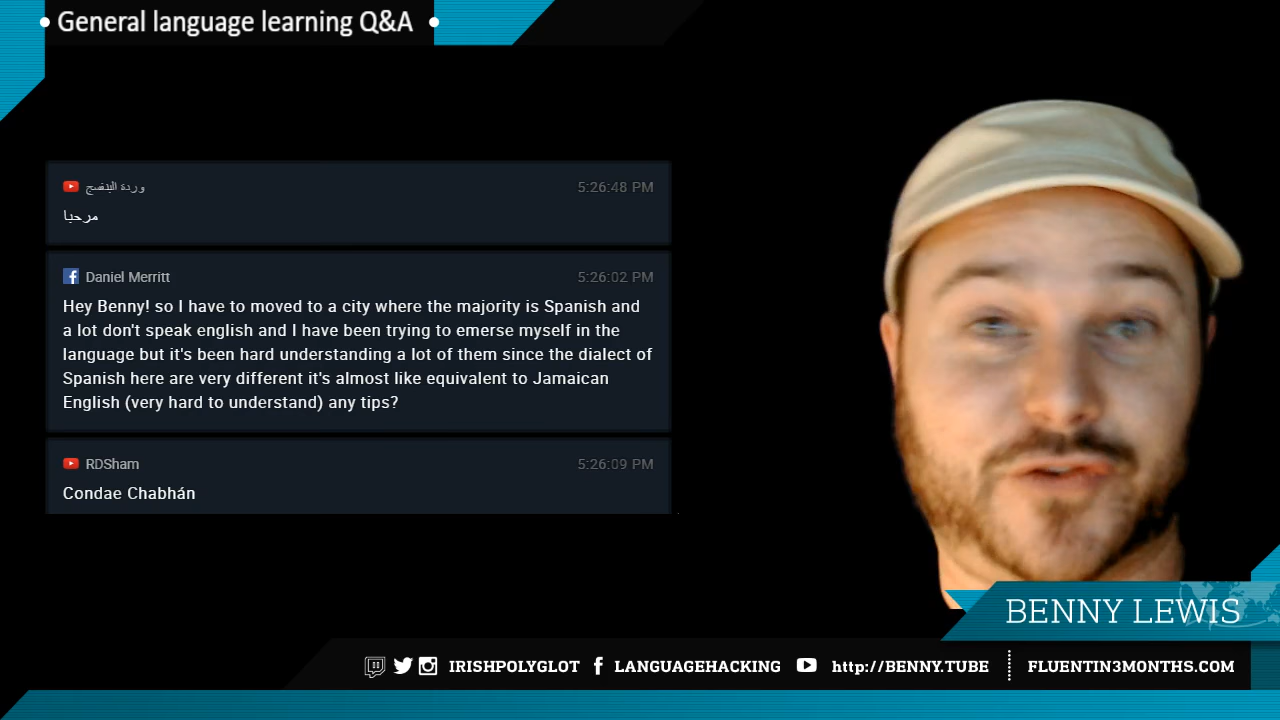 General language learning Q&A
وردة البنفسج
5:26:48 PM
مرحبا
Daniel Merritt
5:26:02 PM
Hey Benny! so I have to moved to a city where the majority is Spanish and
a lot don't speak english and I have been trying to emerse myself in the
language but it's been hard understanding a lot of them since the dialect of
Spanish here are very different it's almost like equivalent to Jamaican
English (very hard to understand) any tips?
RDSham
5:26:09 PM
Condae Chabhán
BENNY LEWIS
IRISHPOLYGLOT
LANGUAGEHACKING
http://BENNY.TUBE
FLUENTIN3MONTHS.COM